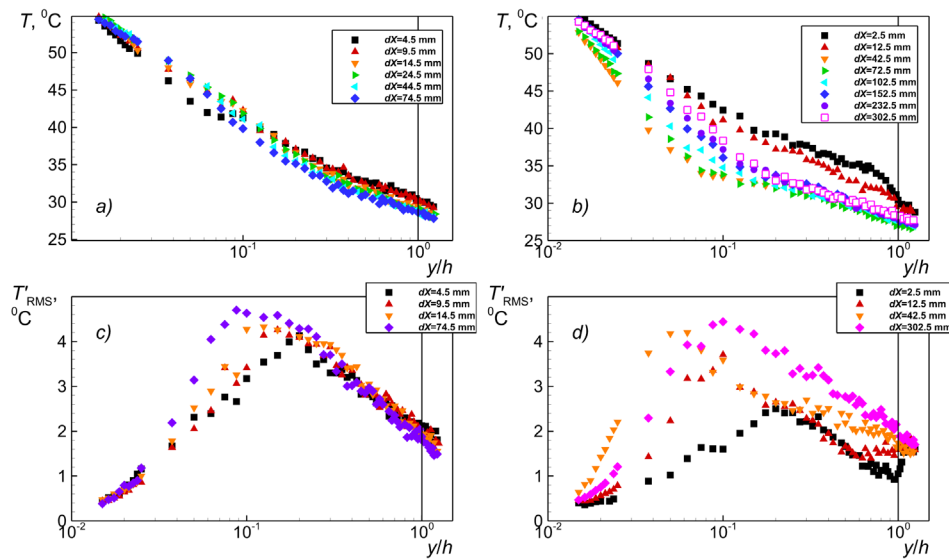 T, ⁰C
55
50
45
40
35
30
25
10⁻¹
10⁰
y/h
a)
dX=4.5 mm
dX=9.5 mm
dX=14.5 mm
dX=24.5 mm
dX=44.5 mm
dX=74.5 mm
T, ⁰C
50
45
40
35
30
25
10⁻²
10⁻¹
10⁰
y/h
b)
dX=2.5 mm
dX=12.5 mm
dX=42.5 mm
dX=72.5 mm
dX=102.5 mm
dX=152.5 mm
dX=232.5 mm
dX=302.5 mm
T'RMS,
⁰C
4
3
2
1
0
10⁻²
10⁻¹
10⁰
y/h
c)
dX=4.5 mm
dX=9.5 mm
dX=14.5 mm
dX=74.5 mm
T'RMS,
⁰C
4
3
2
1
0
10⁻²
10⁻¹
10⁰
y/h
d)
dX=2.5 mm
dX=12.5 mm
dX=42.5 mm
dX=302.5 mm